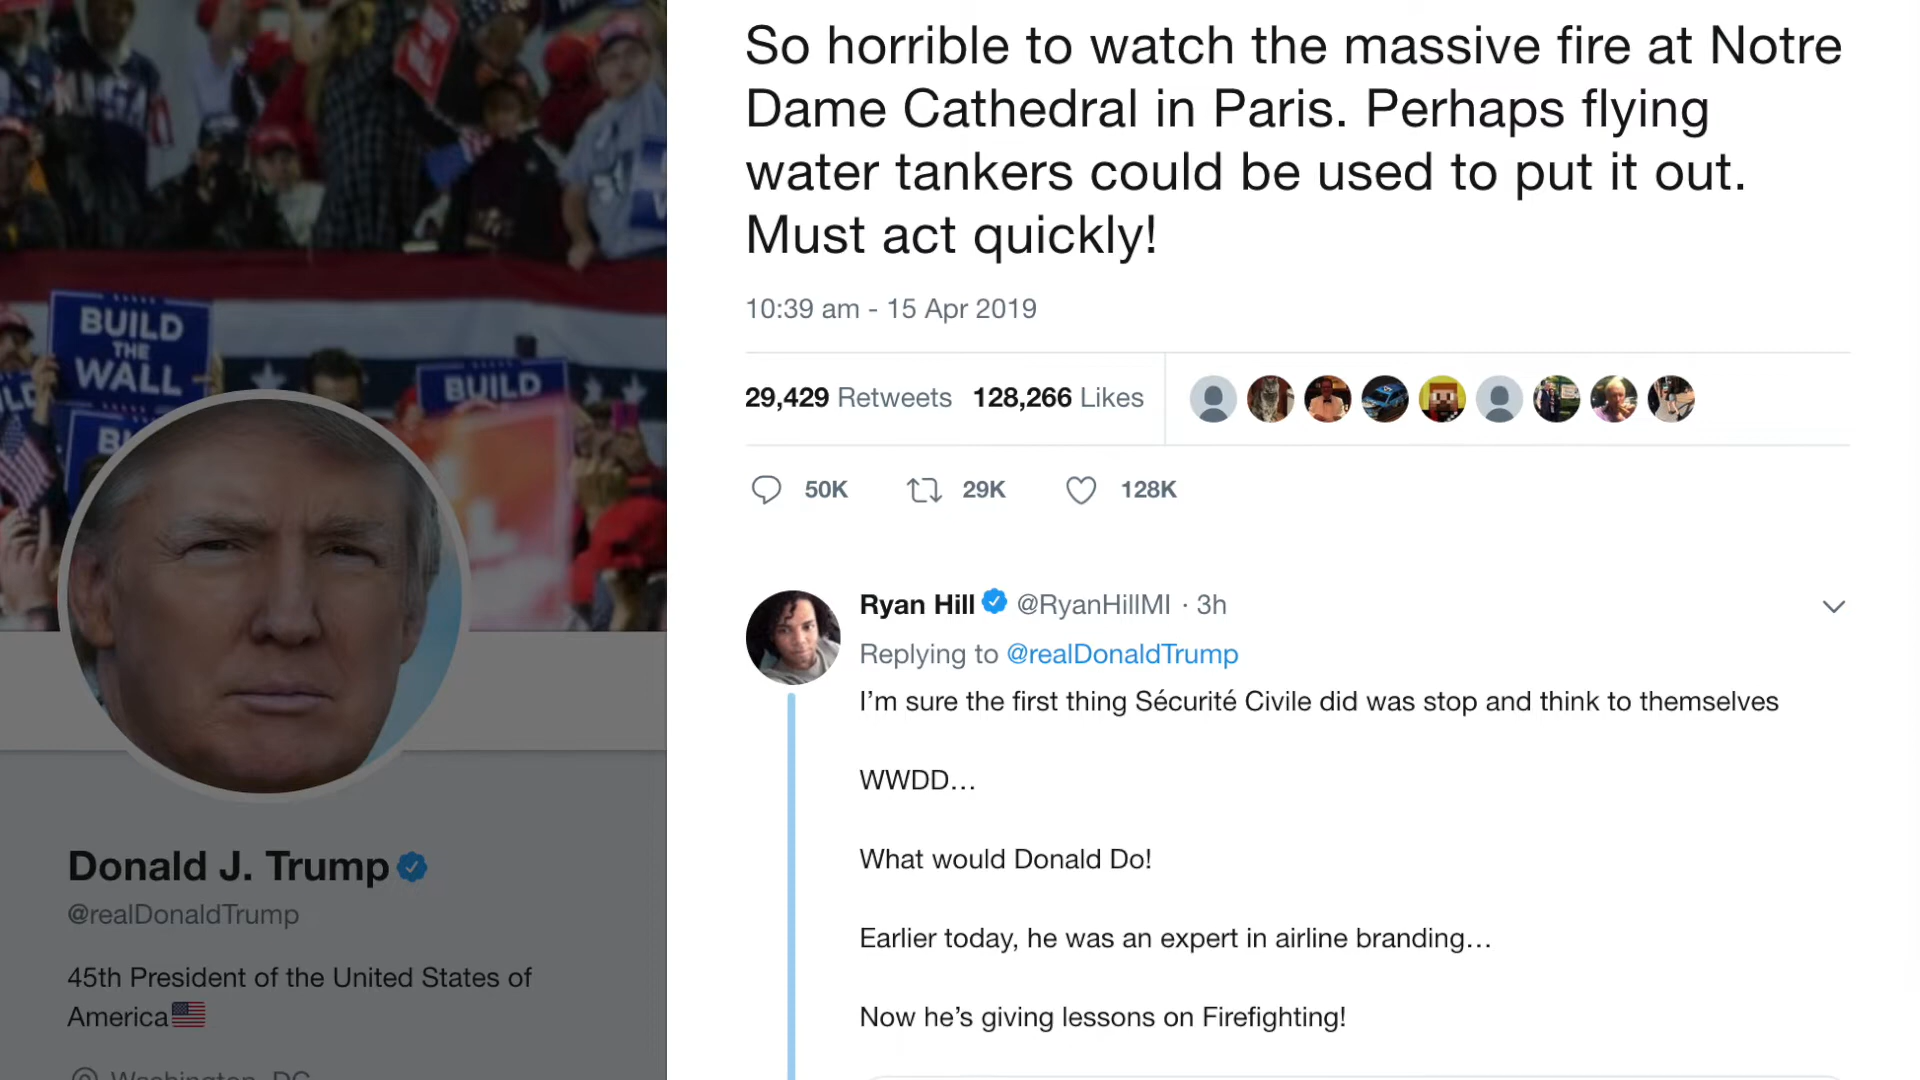 So horrible to watch the massive fire at Notre
Dame Cathedral in Paris. Perhaps flying
water tankers could be used to put it out.
Must act quickly!
10:39 am - 15 Apr 2019
29,429 Retweets 128,266 Likes
50K 29K 128K
Ryan Hill @RyanHillMI · 3h
Replying to @realDonaldTrump
I’m sure the first thing Sécurité Civile did was stop and think to themselves
WWDD…
What would Donald Do!
Earlier today, he was an expert in airline branding…
Now he’s giving lessons on Firefighting!
BUILD
THE
WALL
BUILD
Donald J. Trump
@realDonaldTrump
45th President of the United States of
America
Washington, DC